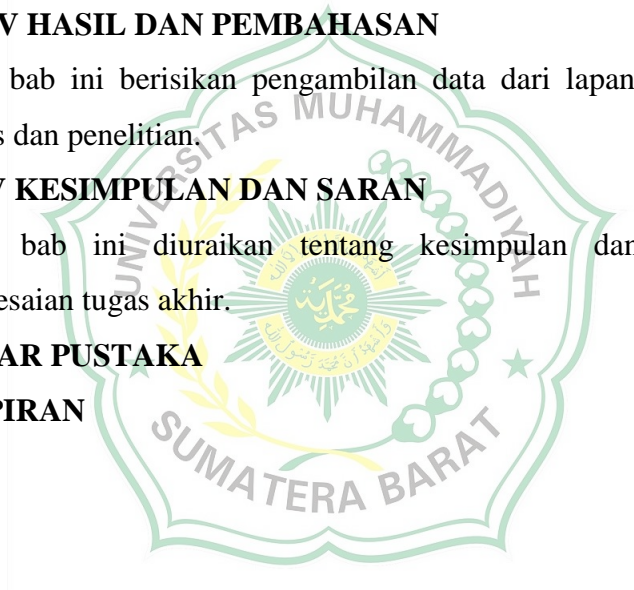 V HASIL DAN PEMBAHASAN
bab ini berisikan pengambilan data dari lapan
s dan penelitian.
V KESIMPULAN DAN SARAN
bab ini diuraikan tentang kesimpulan dan
esaian tugas akhir.
AR PUSTAKA
PIRAN
UNIVERSITAS MUHAMMADIYAH
SUMATERA BARAT
محمدية